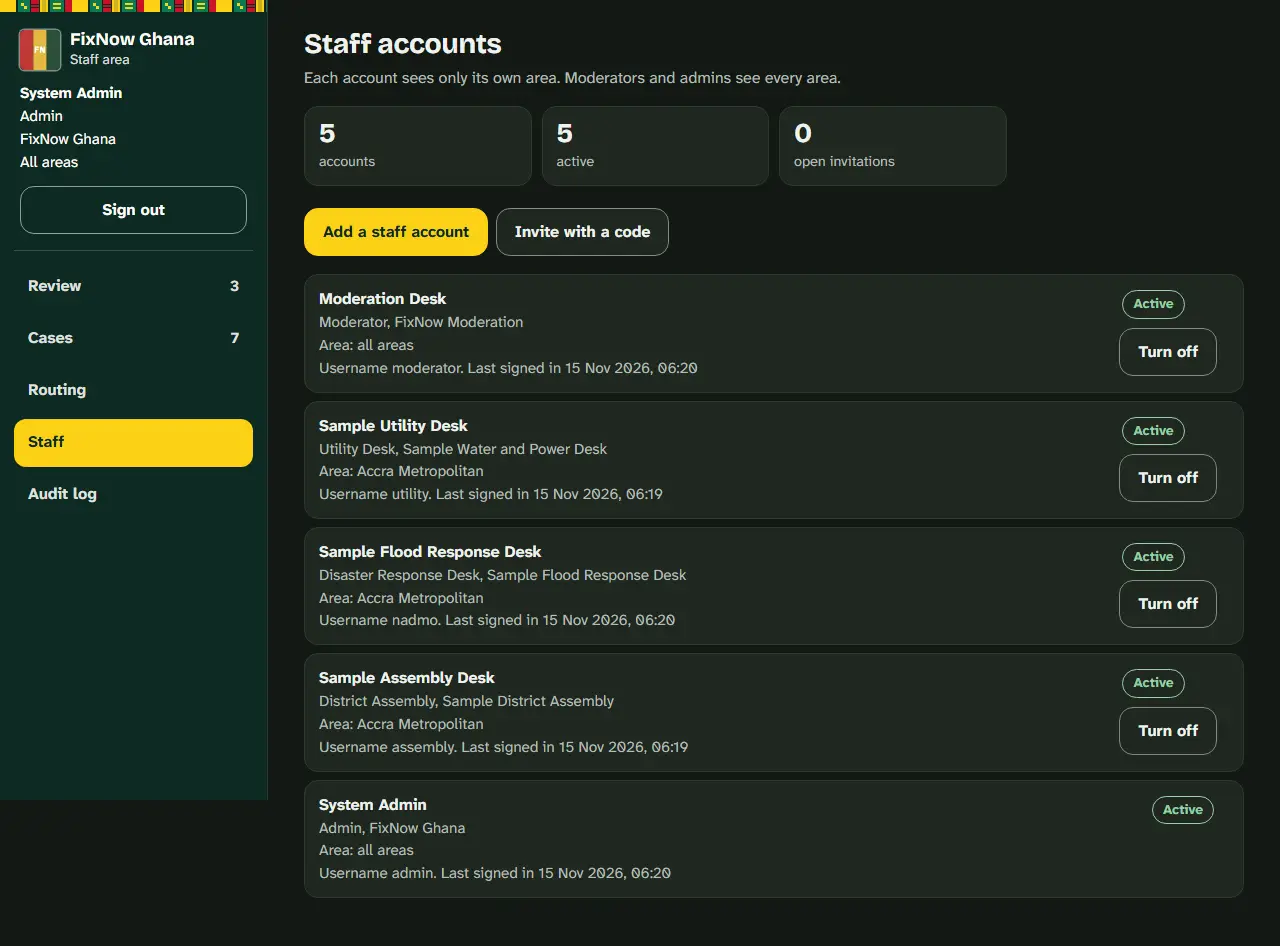 FN
FixNow Ghana
Staff area
System Admin
Admin
FixNow Ghana
All areas
Sign out
Review 3
Cases 7
Routing
Staff
Audit log
Staff accounts
Each account sees only its own area. Moderators and admins see every area.
5
accounts
5
active
0
open invitations
Add a staff account
Invite with a code
Moderation Desk
Moderator, FixNow Moderation
Area: all areas
Username moderator. Last signed in 15 Nov 2026, 06:20
Active
Turn off
Sample Utility Desk
Utility Desk, Sample Water and Power Desk
Area: Accra Metropolitan
Username utility. Last signed in 15 Nov 2026, 06:19
Active
Turn off
Sample Flood Response Desk
Disaster Response Desk, Sample Flood Response Desk
Area: Accra Metropolitan
Username nadmo. Last signed in 15 Nov 2026, 06:20
Active
Turn off
Sample Assembly Desk
District Assembly, Sample District Assembly
Area: Accra Metropolitan
Username assembly. Last signed in 15 Nov 2026, 06:19
Active
Turn off
System Admin
Admin, FixNow Ghana
Area: all areas
Username admin. Last signed in 15 Nov 2026, 06:20
Active